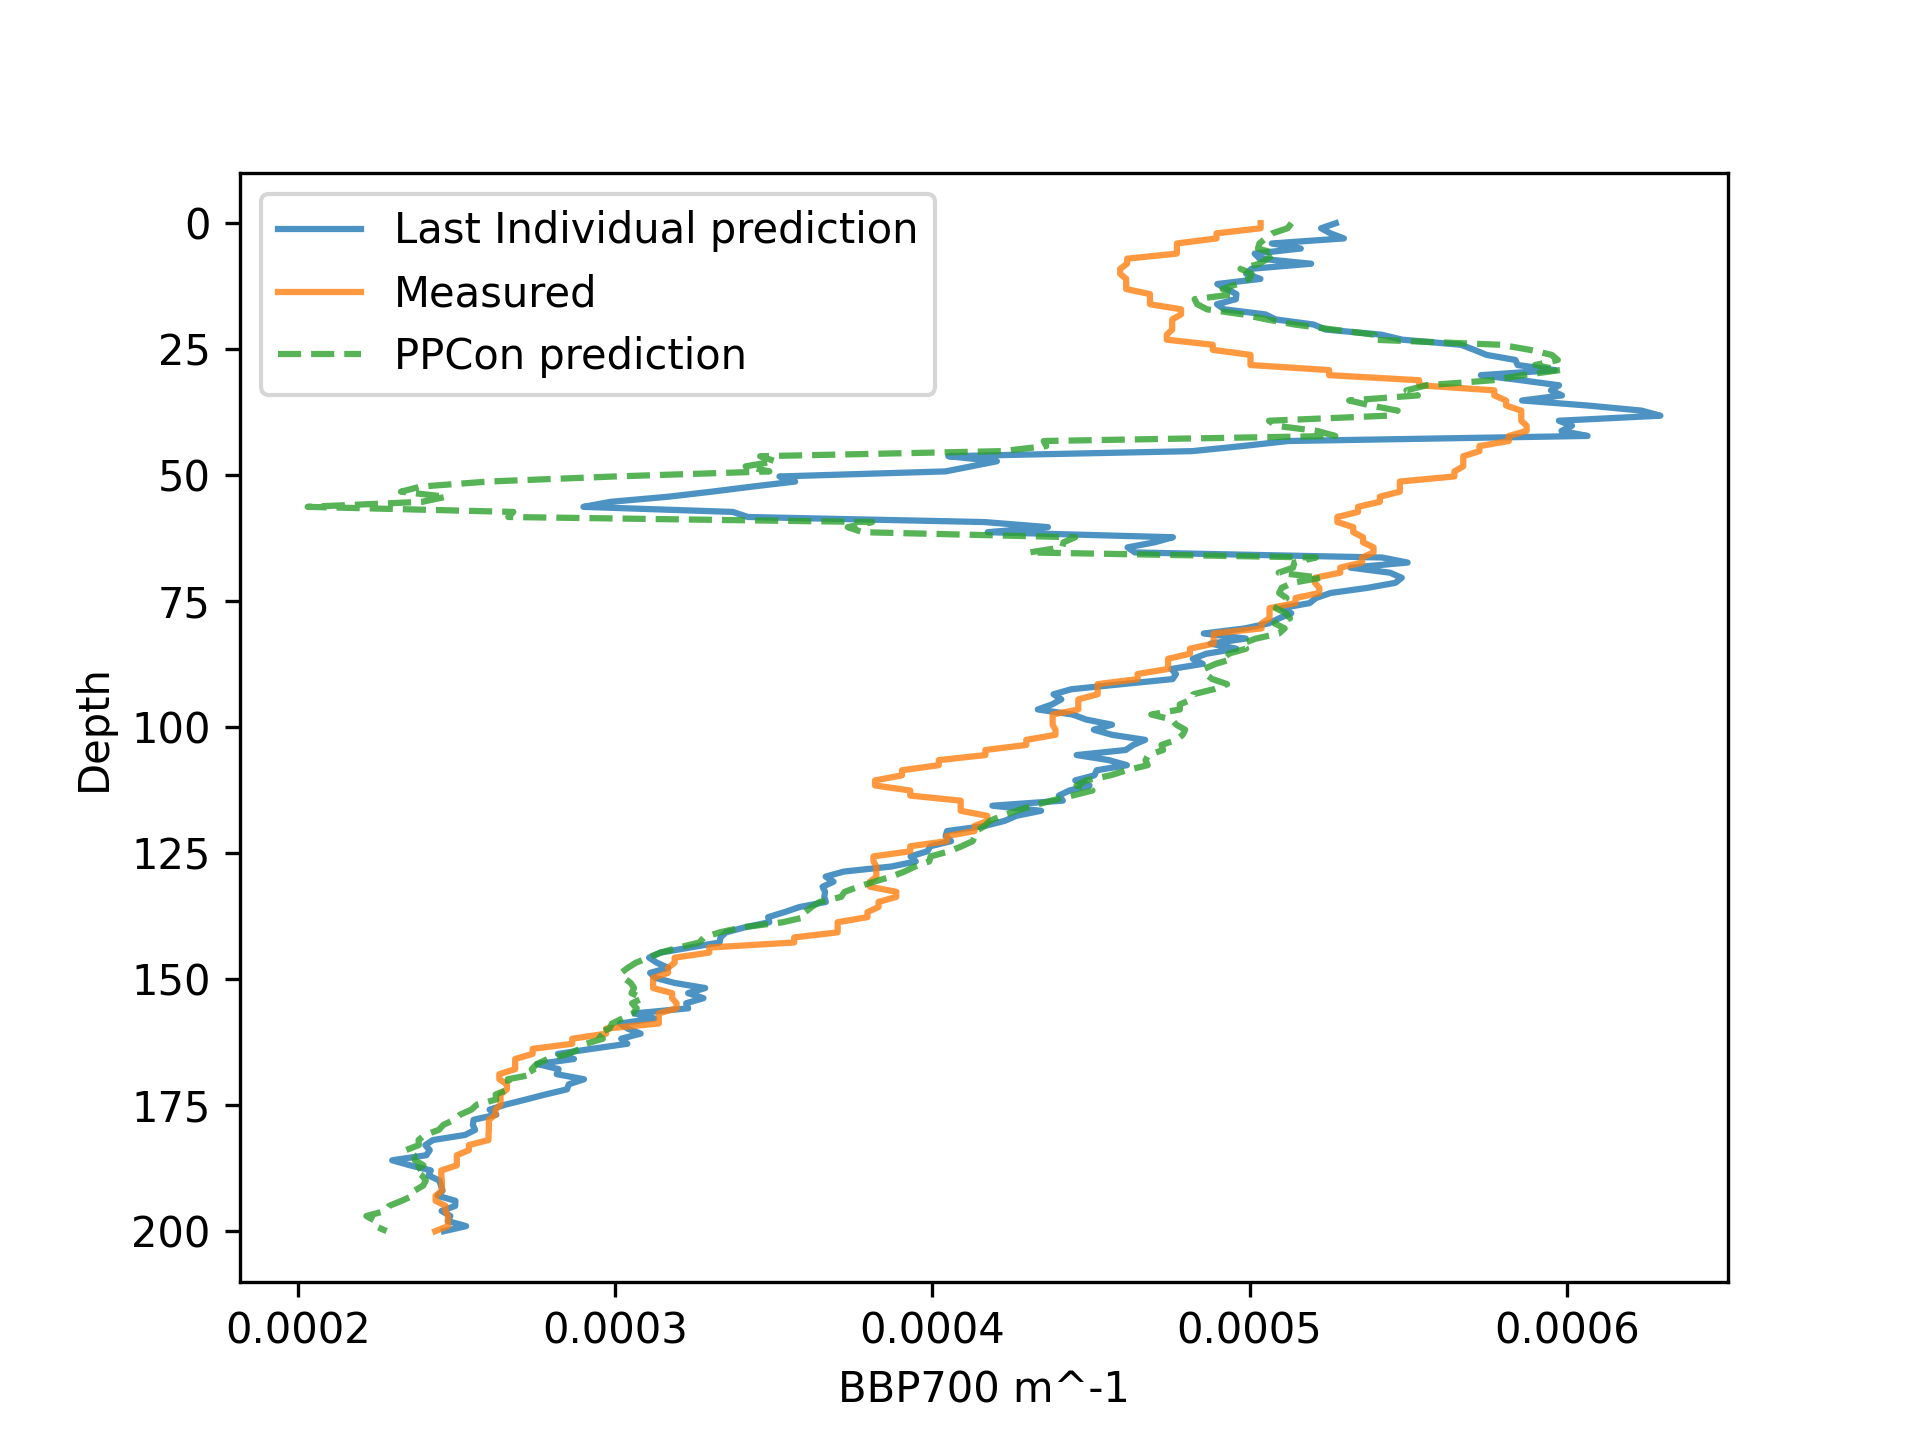 Last Individual prediction
Measured
PPCon prediction
0
25
50
75
100
125
150
175
200
Depth
0.0002 0.0003 0.0004 0.0005 0.0006
BBP700 m^-1